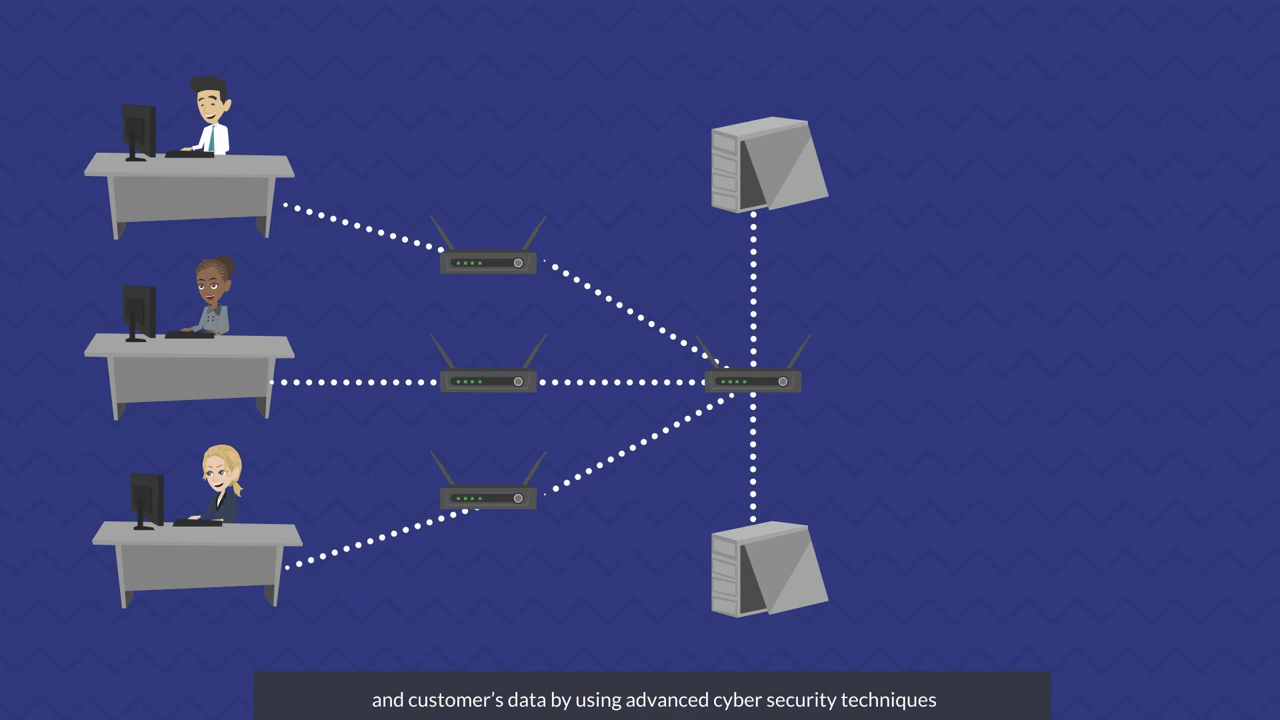 and customer’s data by using advanced cyber security techniques